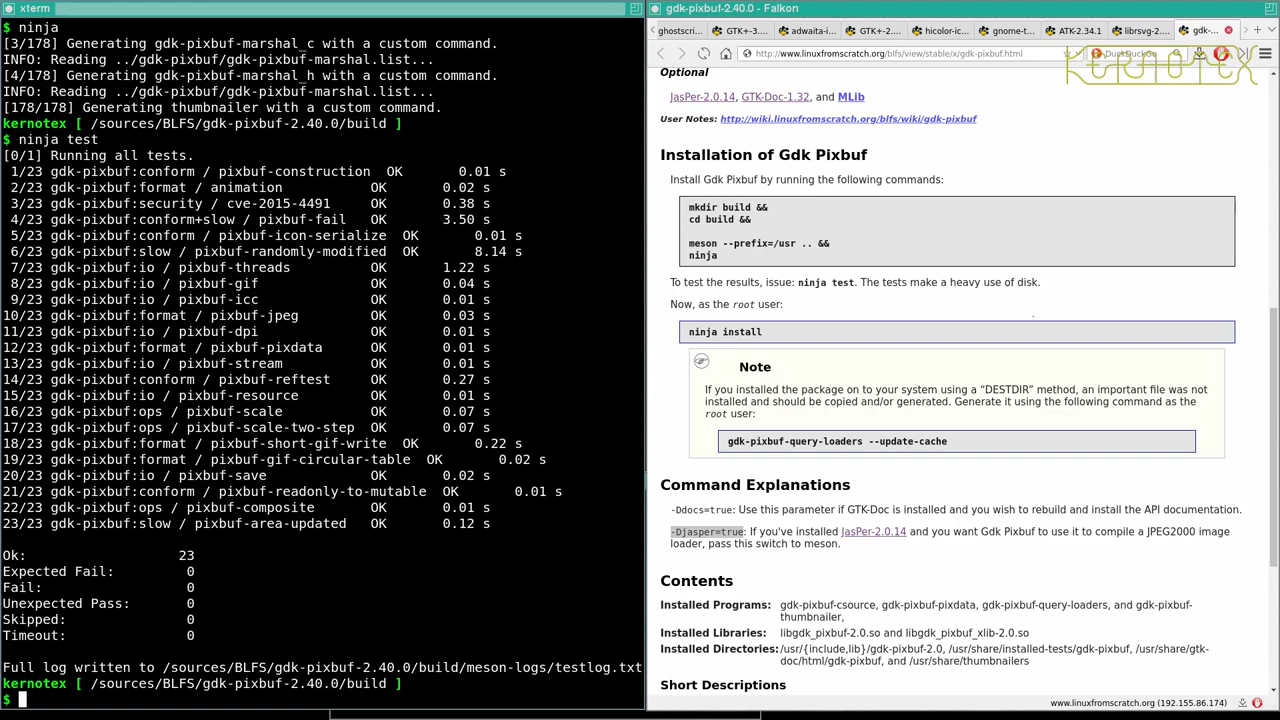 xterm
$ ninja
[3/178] Generating gdk-pixbuf-marshal_c with a custom command.
INFO: Reading ../gdk-pixbuf/gdk-pixbuf-marshal.list...
[4/178] Generating gdk-pixbuf-marshal_h with a custom command.
INFO: Reading ../gdk-pixbuf/gdk-pixbuf-marshal.list...
[178/178] Generating thumbnailer with a custom command.
kernotex [ /sources/BLFS/gdk-pixbuf-2.40.0/build ]
$ ninja test
[0/1] Running all tests.
1/23 gdk-pixbuf:conform / pixbuf-construction OK 0.01 s
2/23 gdk-pixbuf:format / animation OK 0.02 s
3/23 gdk-pixbuf:security / cve-2015-4491 OK 0.38 s
4/23 gdk-pixbuf:conform+slow / pixbuf-fail OK 3.50 s
5/23 gdk-pixbuf:conform / pixbuf-icon-serialize OK 0.01 s
6/23 gdk-pixbuf:slow / pixbuf-randomly-modified OK 8.14 s
7/23 gdk-pixbuf:io / pixbuf-threads OK 1.22 s
8/23 gdk-pixbuf:io / pixbuf-gif OK 0.04 s
9/23 gdk-pixbuf:io / pixbuf-icc OK 0.01 s
10/23 gdk-pixbuf:format / pixbuf-jpeg OK 0.03 s
11/23 gdk-pixbuf:io / pixbuf-dpi OK 0.01 s
12/23 gdk-pixbuf:format / pixbuf-pixdata OK 0.01 s
13/23 gdk-pixbuf:io / pixbuf-stream OK 0.01 s
14/23 gdk-pixbuf:conform / pixbuf-reftest OK 0.27 s
15/23 gdk-pixbuf:io / pixbuf-resource OK 0.01 s
16/23 gdk-pixbuf:ops / pixbuf-scale OK 0.07 s
17/23 gdk-pixbuf:ops / pixbuf-scale-two-step OK 0.07 s
18/23 gdk-pixbuf:format / pixbuf-short-gif-write OK 0.22 s
19/23 gdk-pixbuf:format / pixbuf-gif-circular-table OK 0.02 s
20/23 gdk-pixbuf:io / pixbuf-save OK 0.02 s
21/23 gdk-pixbuf:conform / pixbuf-readonly-to-mutable OK 0.01 s
22/23 gdk-pixbuf:ops / pixbuf-composite OK 0.01 s
23/23 gdk-pixbuf:slow / pixbuf-area-updated OK 0.12 s
Ok: 23
Expected Fail: 0
Fail: 0
Unexpected Pass: 0
Skipped: 0
Timeout: 0
Full log written to /sources/BLFS/gdk-pixbuf-2.40.0/build/meson-logs/testlog.txt
kernotex [ /sources/BLFS/gdk-pixbuf-2.40.0/build ]
$
gdk-pixbuf-2.40.0 - Falkon
ghostscri... GTK+-3.... adwaita-i... GTK+-2.... hicolor-ic... gnome-t... ATK-2.34.1 librsvg-2.... gdk-...
http://www.linuxfromscratch.org/blfs/view/stable/x/gdk-pixbuf.html DuckDuckGo
KERNOTEX
Optional
JasPer-2.0.14, GTK-Doc-1.32, and MLib
User Notes: http://wiki.linuxfromscratch.org/blfs/wiki/gdk-pixbuf
Installation of Gdk Pixbuf
Install Gdk Pixbuf by running the following commands:
mkdir build &&
cd build &&
meson --prefix=/usr .. &&
ninja
To test the results, issue: ninja test. The tests make a heavy use of disk.
Now, as the root user:
ninja install
Note
If you installed the package on to your system using a “DESTDIR” method, an important file was not
installed and should be copied and/or generated. Generate it using the following command as the
root user:
gdk-pixbuf-query-loaders --update-cache
Command Explanations
-Ddocs=true: Use this parameter if GTK-Doc is installed and you wish to rebuild and install the API documentation.
-Djasper=true: If you've installed JasPer-2.0.14 and you want Gdk Pixbuf to use it to compile a JPEG2000 image
loader, pass this switch to meson.
Contents
Installed Programs: gdk-pixbuf-csource, gdk-pixbuf-pixdata, gdk-pixbuf-query-loaders, and gdk-pixbuf-
thumbnailer,
Installed Libraries: libgdk_pixbuf-2.0.so and libgdk_pixbuf_xlib-2.0.so
Installed Directories: /usr/{include,lib}/gdk-pixbuf-2.0, /usr/share/installed-tests/gdk-pixbuf, /usr/share/gtk-
doc/html/gdk-pixbuf, and /usr/share/thumbnailers
Short Descriptions
www.linuxfromscratch.org (192.155.86.174)